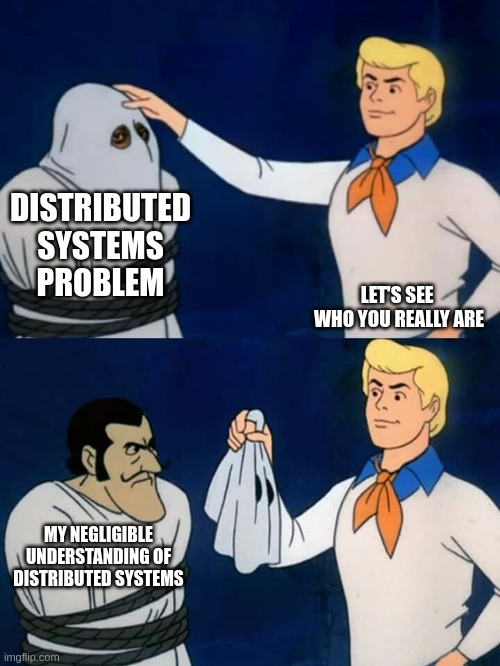 DISTRIBUTED
SYSTEMS
PROBLEM
LET'S SEE
WHO YOU REALLY ARE
MY NEGLIGIBLE
UNDERSTANDING OF
DISTRIBUTED SYSTEMS
imgflip.com